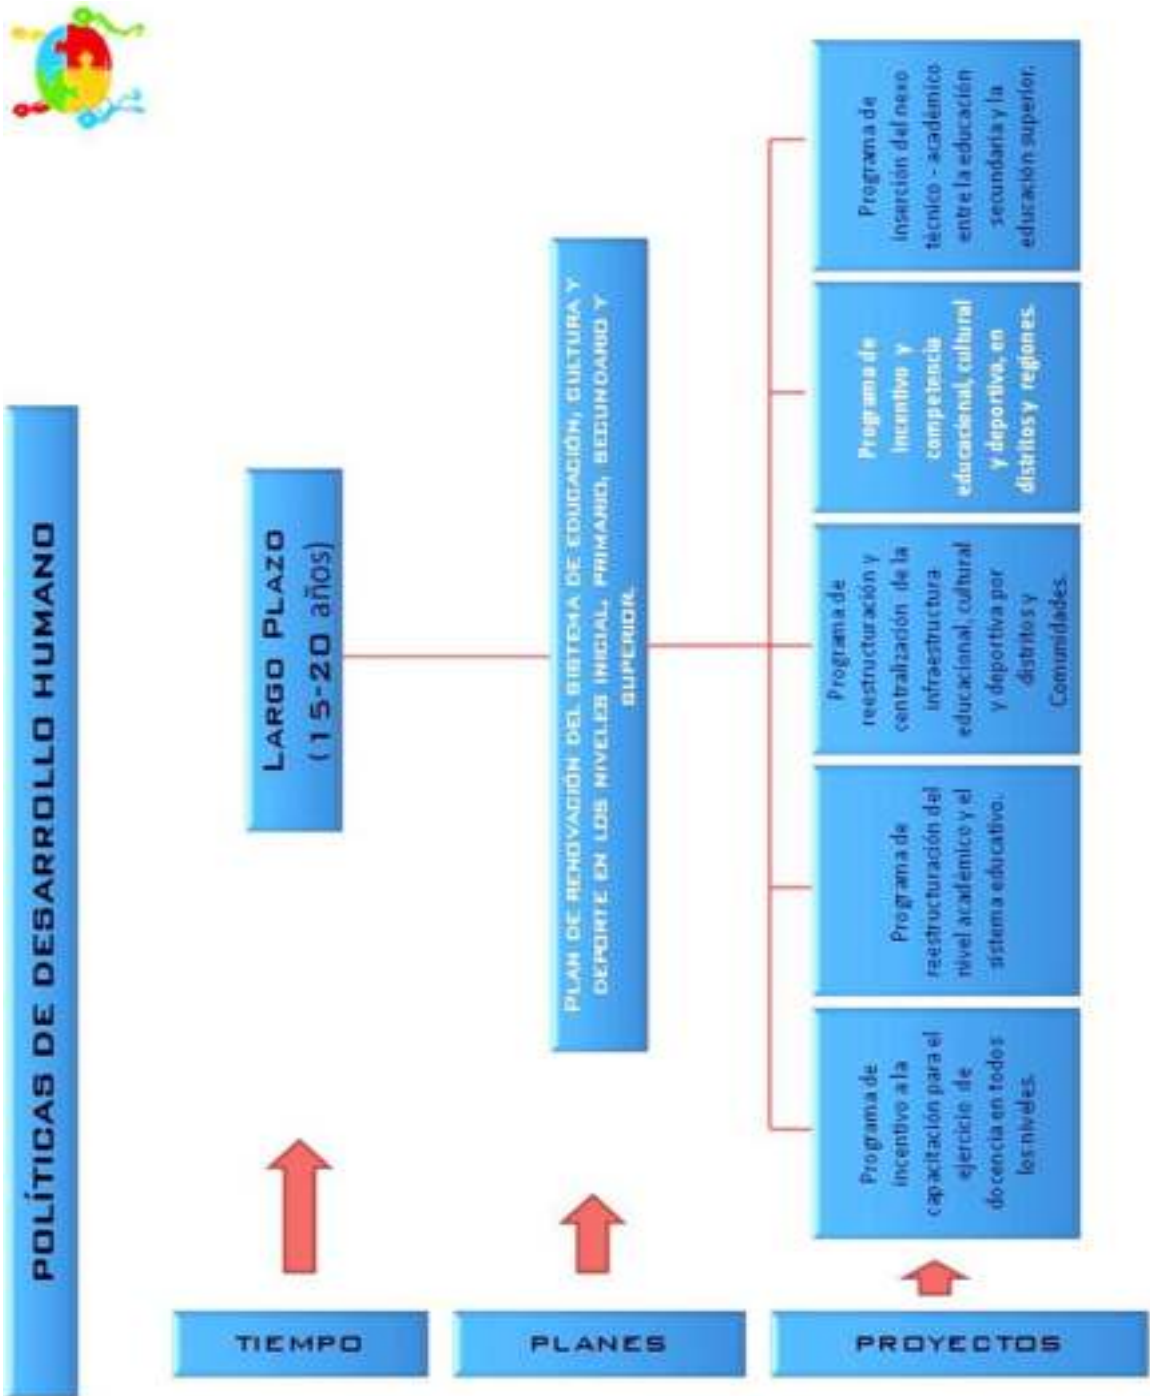 POLÍTICAS DE DESARROLLO HUMANO
TIEMPO
LARGO PLAZO
(15-20 años)
PLANES
PLAN DE RENOVACIÓN DEL SISTEMA DE EDUCACIÓN, CULTURA Y
DEPORTE EN LOS NIVELES INICIAL, PRIMARIO, SECUNDARIO Y
SUPERIOR.
PROYECTOS
Programa de
incentivo a la
capacitación para el
ejercicio de
docencia en todos
los niveles.
Programa de
reestructuración del
nivel académico y el
sistema educativo.
Programa de
reestructuración y
centralización de la
infraestructura
educacional, cultural
y deportiva por
distritos y
Comunidades.
Programa de
incentivo y
competencia
educacional, cultural
y deportiva, en
distritos y regiones.
Programa de
inserción del nexo
técnico - académico
entre la educación
secundaria y la
educación superior.